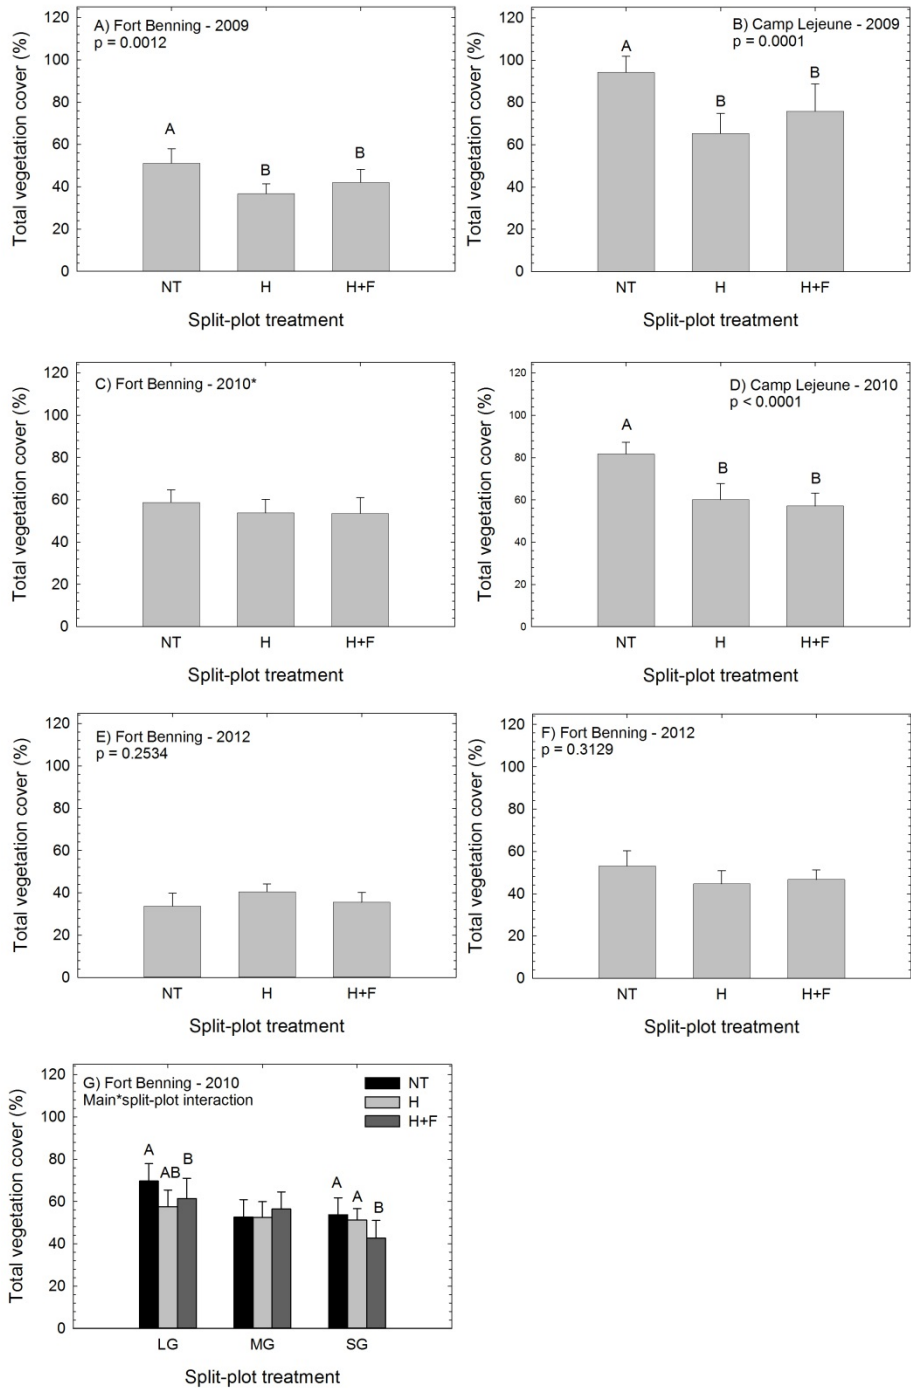 A) Fort Benning - 2009
p = 0.0012
Total vegetation cover (%)
120
100
80
60
40
20
0
A
B
B
NT H H+F
Split-plot treatment
B) Camp Lejeune - 2009
p = 0.0001
Total vegetation cover (%)
120
100
80
60
40
20
0
A
B
B
NT H H+F
Split-plot treatment
C) Fort Benning - 2010*
Total vegetation cover (%)
120
100
80
60
40
20
0
NT H H+F
Split-plot treatment
D) Camp Lejeune - 2010
p < 0.0001
Total vegetation cover (%)
120
100
80
60
40
20
0
A
B
B
NT H H+F
Split-plot treatment
E) Fort Benning - 2012
p = 0.2534
Total vegetation cover (%)
120
100
80
60
40
20
0
NT H H+F
Split-plot treatment
F) Fort Benning - 2012
p = 0.3129
Total vegetation cover (%)
120
100
80
60
40
20
0
NT H H+F
Split-plot treatment
G) Fort Benning - 2010
Main*split-plot interaction
NT
H
H+F
Total vegetation cover (%)
120
100
80
60
40
20
0
A AB B
A A B
LG MG SG
Split-plot treatment